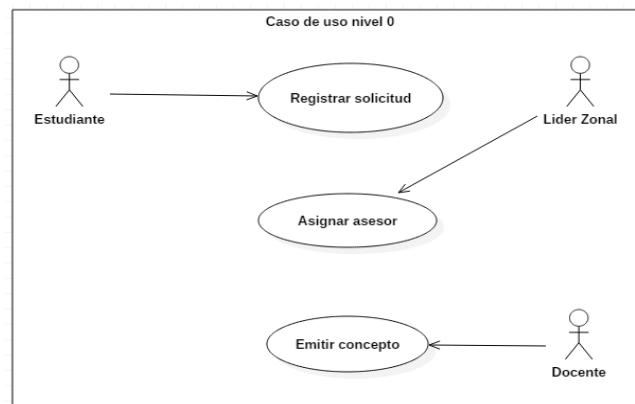 Caso de uso nivel 0
Estudiante
Registrar solicitud
Lider Zonal
Asignar asesor
Emitir concepto
Docente